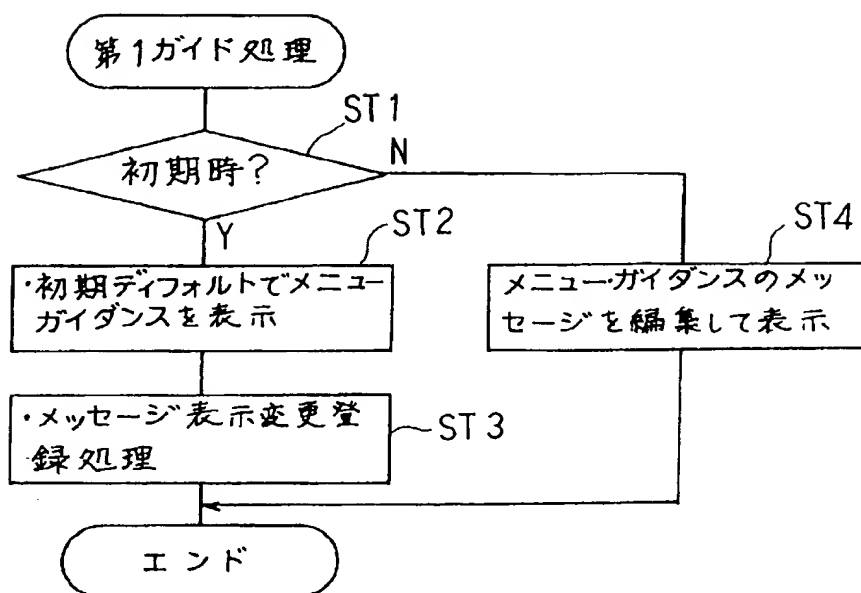 第1ガイド処理
ST1
初期時?
N
Y
ST2
ST4
・初期ディフォルトでメニュー
ガイダンスを表示
メニュー・ガイダンスのメッ
セージを編集して表示
・メッセージ表示変更登
録処理
ST3
エンド